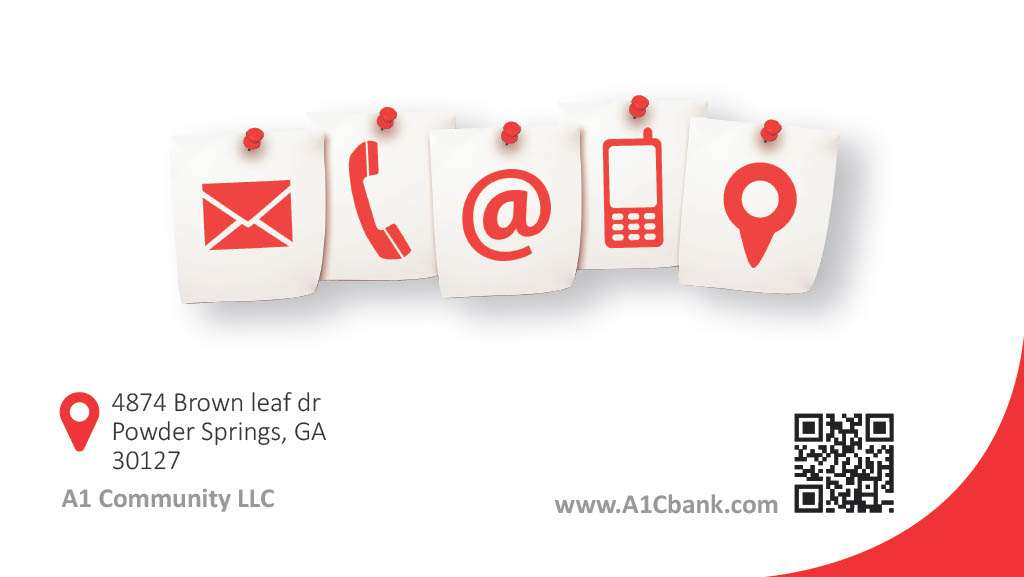 @
4874 Brown leaf dr
Powder Springs, GA
30127
A1 Community LLC
www.A1Cbank.com